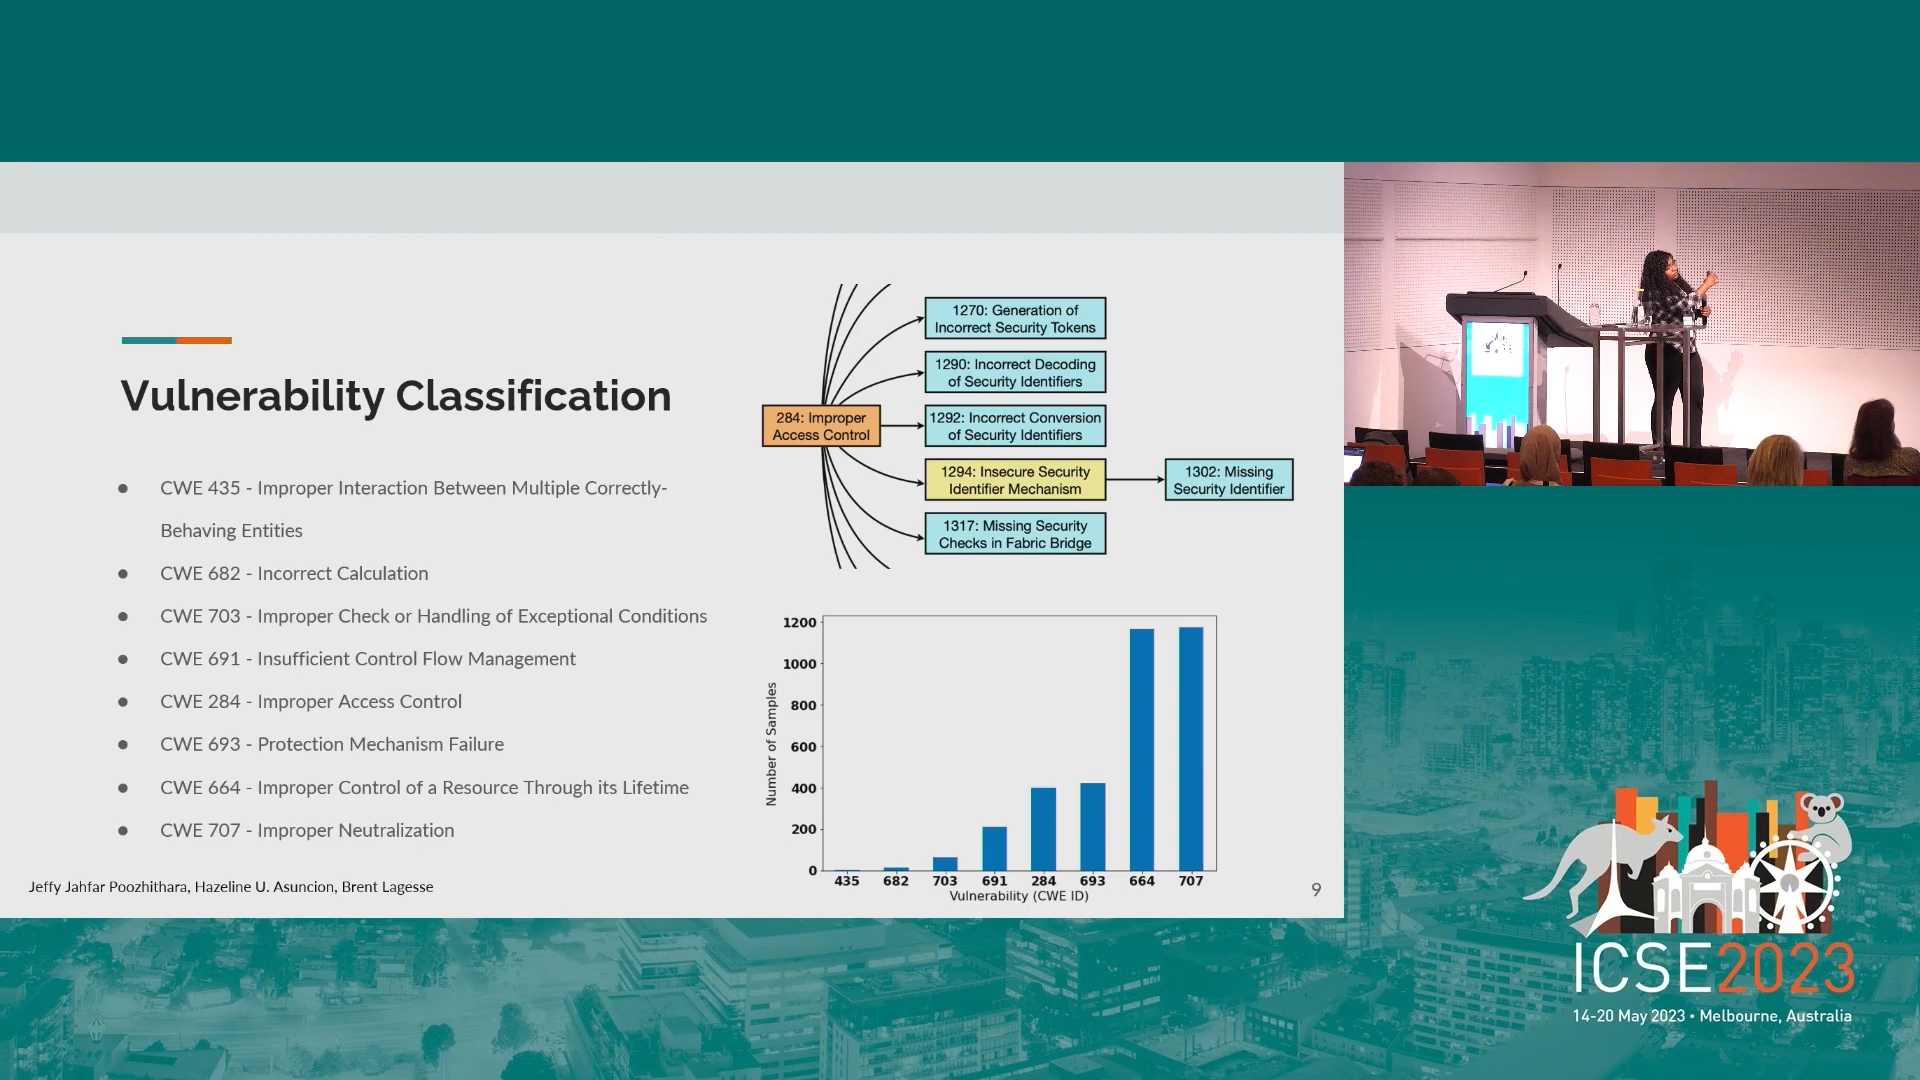 Vulnerability Classification
● CWE 435 - Improper Interaction Between Multiple Correctly-
Behaving Entities
● CWE 682 - Incorrect Calculation
● CWE 703 - Improper Check or Handling of Exceptional Conditions
● CWE 691 - Insufficient Control Flow Management
● CWE 284 - Improper Access Control
● CWE 693 - Protection Mechanism Failure
● CWE 664 - Improper Control of a Resource Through its Lifetime
● CWE 707 - Improper Neutralization
Jeffy Jahfar Poozhithara, Hazeline U. Asuncion, Brent Lagesse
284: Improper
Access Control
1270: Generation of
Incorrect Security Tokens
1290: Incorrect Decoding
of Security Identifiers
1292: Incorrect Conversion
of Security Identifiers
1294: Insecure Security
Identifier Mechanism
1302: Missing
Security Identifier
1317: Missing Security
Checks in Fabric Bridge
Number of Samples
1200
1000
800
600
400
200
0
435 682 703 691 284 693 664 707
Vulnerability (CWE ID)
9
ICSE2023
14-20 May 2023 • Melbourne, Australia